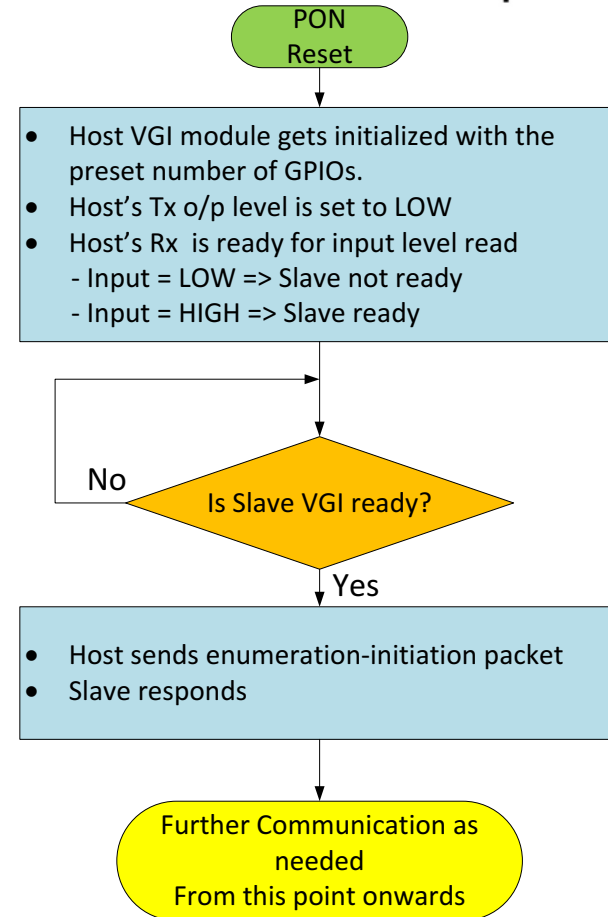 PON
Reset
• Host VGI module gets initialized with the
preset number of GPIOs.
• Host’s Tx o/p level is set to LOW
• Host’s Rx is ready for input level read
- Input = LOW => Slave not ready
- Input = HIGH => Slave ready
No
Is Slave VGI ready?
Yes
• Host sends enumeration-initiation packet
• Slave responds
Further Communication as
needed
From this point onwards